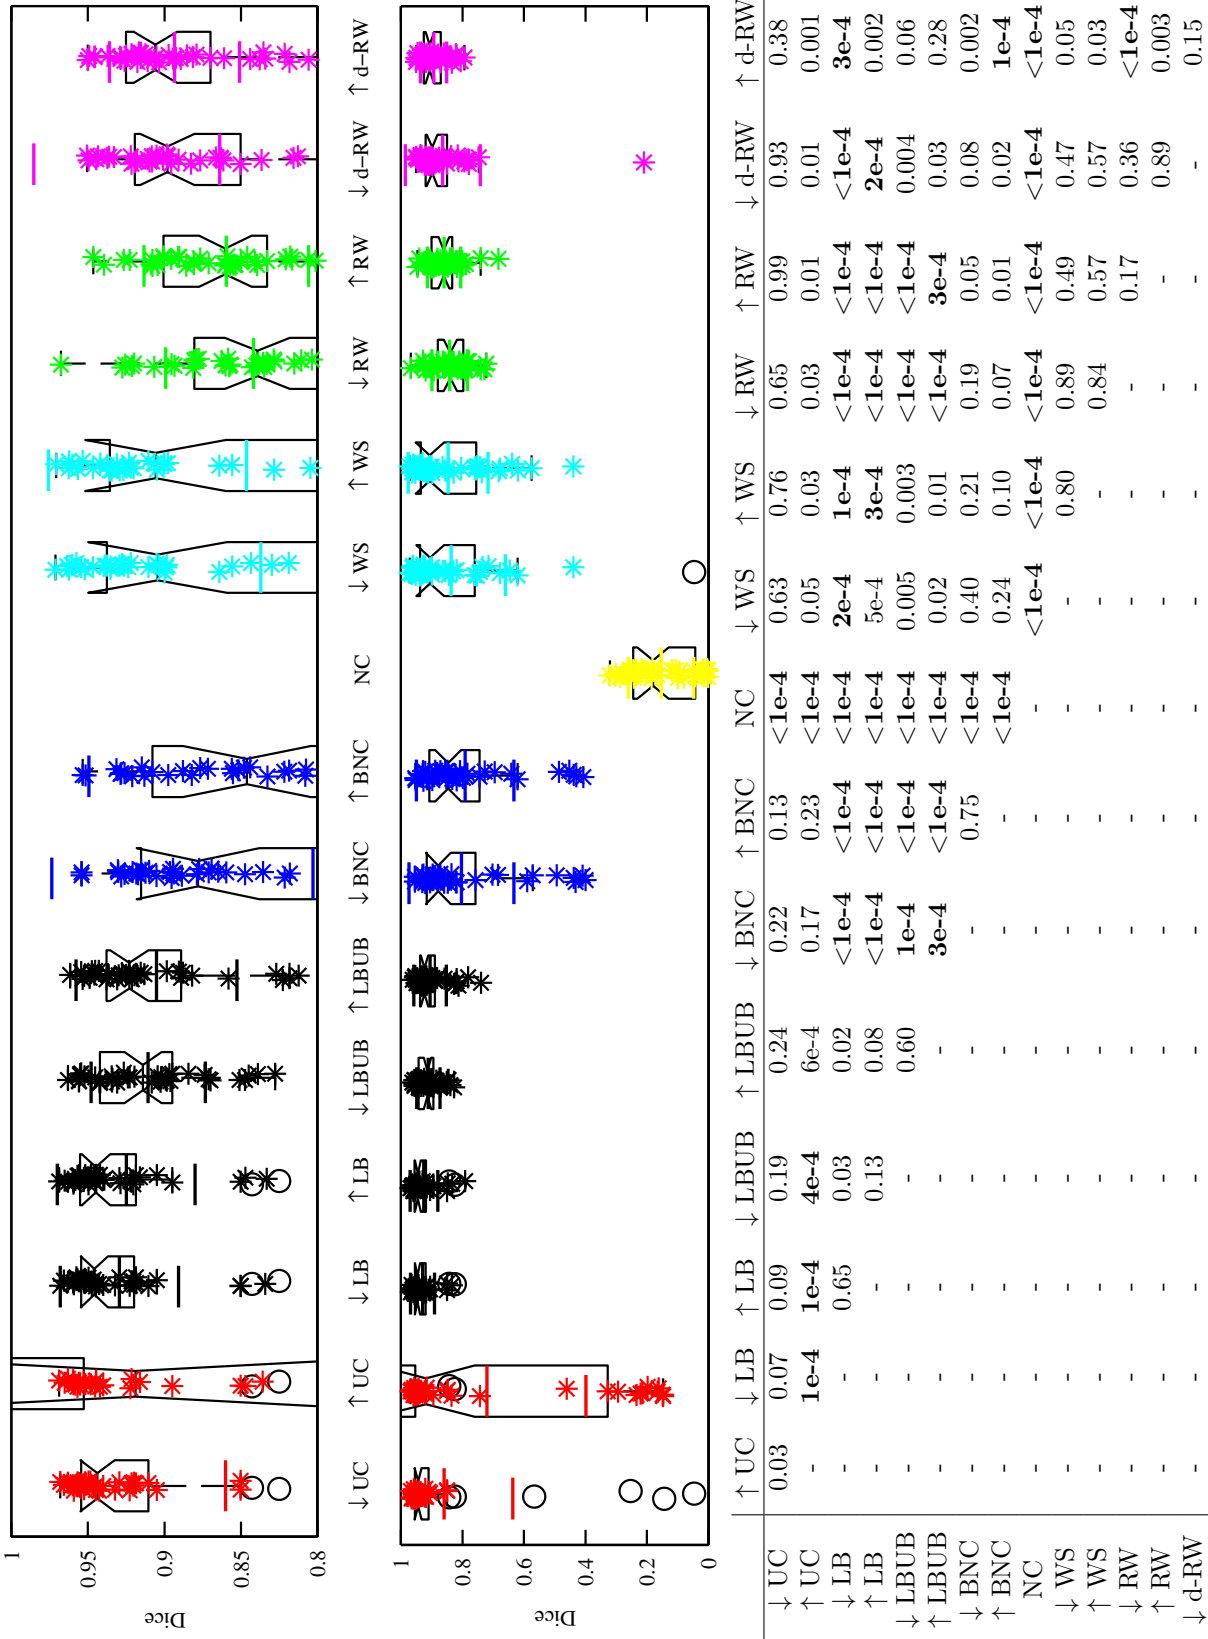 1
0.95
0.9
0.85
0.8
Dice
↓UC ↑UC ↓LB ↑LB ↓LBUB ↑LBUB ↓BNC ↑BNC NC ↓WS ↑WS ↓RW ↑RW ↓d-RW ↑d-RW
1
0.8
0.6
0.4
0.2
0
Dice
↑ UC ↓ LB ↑ LB ↓ LBUB ↑ LBUB ↓ BNC ↑ BNC NC ↓ WS ↑ WS ↓ RW ↑ RW ↓ d-RW ↑ d-RW
↓ UC 0.03 0.07 0.09 0.19 0.24 0.22 0.13 <1e-4 0.63 0.76 0.65 0.99 0.93 0.38
↑ UC - 1e-4 1e-4 4e-4 6e-4 0.17 0.23 <1e-4 0.05 0.03 0.03 0.01 0.01 0.001
↓ LB - - 0.65 0.03 0.02 <1e-4 <1e-4 <1e-4 2e-4 1e-4 <1e-4 <1e-4 <1e-4 3e-4
↑ LB - - - 0.13 0.08 <1e-4 <1e-4 <1e-4 5e-4 3e-4 <1e-4 <1e-4 2e-4 0.002
↓ LBUB - - - - 0.60 1e-4 <1e-4 <1e-4 0.005 0.003 <1e-4 <1e-4 0.004 0.06
↑ LBUB - - - - - 3e-4 <1e-4 <1e-4 0.02 0.01 <1e-4 3e-4 0.03 0.28
↓ BNC - - - - - - 0.75 <1e-4 0.40 0.21 0.19 0.05 0.08 0.002
↑ BNC - - - - - - - <1e-4 0.24 0.10 0.07 0.01 0.02 1e-4
NC - - - - - - - - <1e-4 <1e-4 <1e-4 <1e-4 <1e-4 <1e-4
↓ WS - - - - - - - - - 0.80 0.89 0.49 0.47 0.05
↑ WS - - - - - - - - - - 0.84 0.57 0.57 0.03
↓ RW - - - - - - - - - - - 0.17 0.36 <1e-4
↑ RW - - - - - - - - - - - - 0.89 0.003
↓ d-RW - - - - - - - - - - - - - 0.15